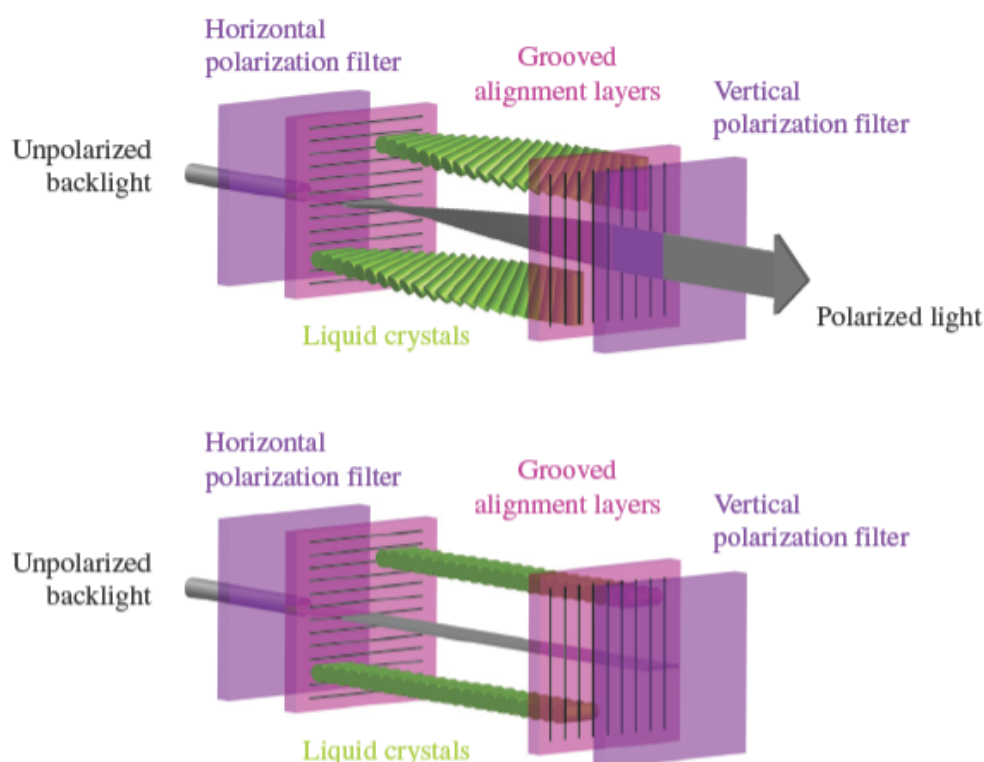 Horizontal
polarization filter
Grooved
alignment layers
Vertical
polarization filter
Unpolarized
backlight
Liquid crystals
Polarized light
Horizontal
polarization filter
Grooved
alignment layers
Vertical
polarization filter
Unpolarized
backlight
Liquid crystals